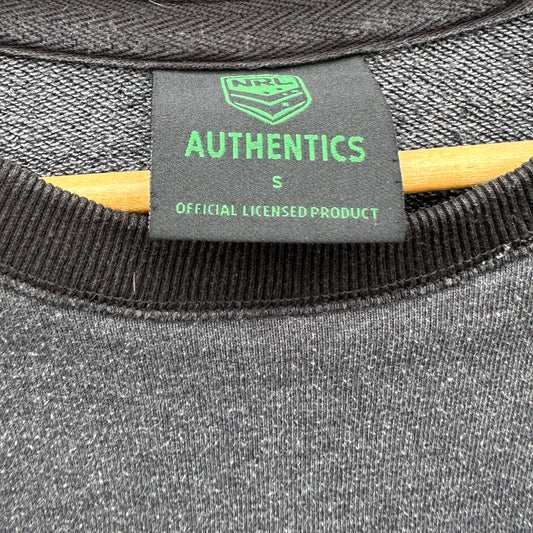 NRL
AUTHENTICS
S
OFFICIAL LICENSED PRODUCT